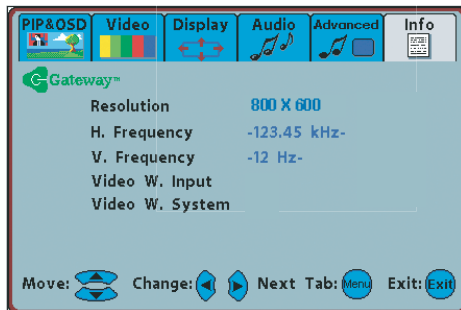 PIP&OSD Video Display Audio Advanced Info
Gateway™
Resolution 800 X 600
H. Frequency -123.45 kHz-
V. Frequency -12 Hz-
Video W. Input
Video W. System
Move: Change: Next Tab: Menu Exit: Exit